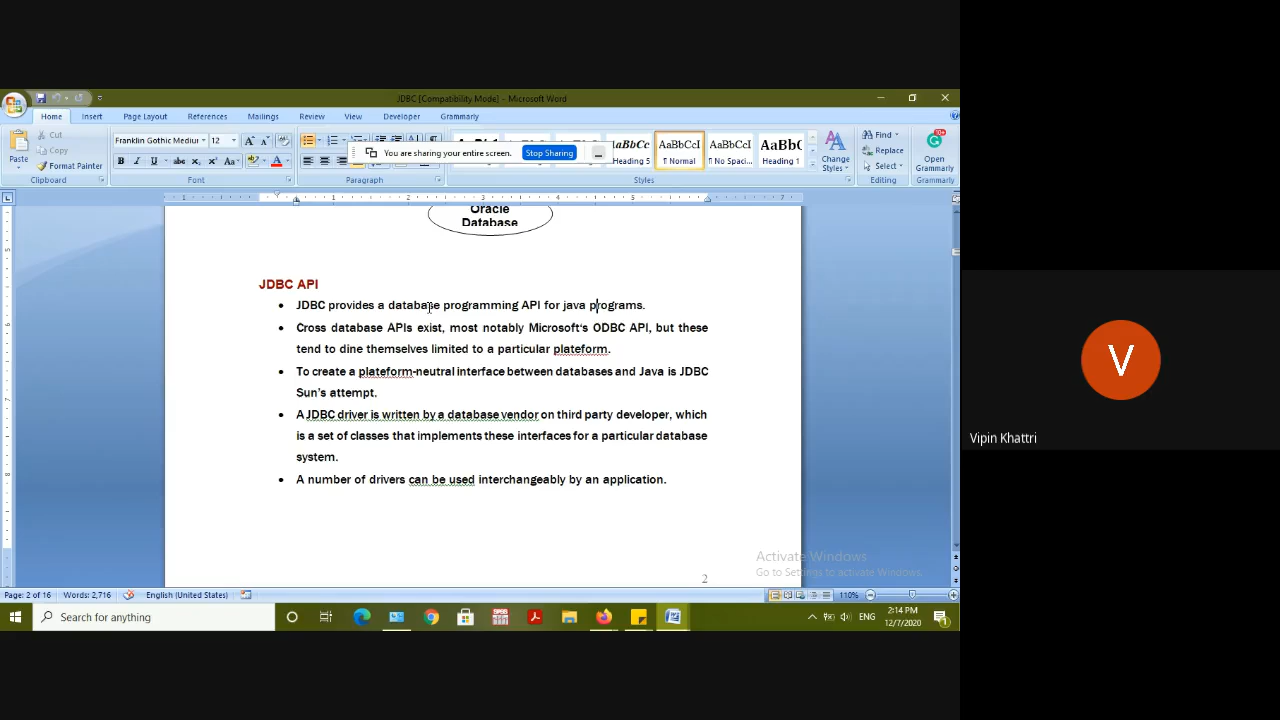 JDBC [Compatibility Mode] - Microsoft Word
Home Insert Page Layout References Mailings Review View Developer Grammarly
Cut
Copy
Format Painter
Paste
Clipboard
Franklin Gothic Mediur 12
Font
Paragraph
You are sharing your entire screen. Stop Sharing
AaBbCc AaBbCcI AaBbCcI AaBbC
Heading 5 ¶ Normal ¶ No Spaci... Heading 1
Change Styles
Styles
Find
Replace
Select
Editing
Open Grammarly
Grammarly
Oracle
Database
JDBC API
• JDBC provides a database programming API for java programs.
• Cross database APIs exist, most notably Microsoft‘s ODBC API, but these
tend to dine themselves limited to a particular plateform.
• To create a plateform-neutral interface between databases and Java is JDBC
Sun’s attempt.
• A JDBC driver is written by a database vendor on third party developer, which
is a set of classes that implements these interfaces for a particular database
system.
• A number of drivers can be used interchangeably by an application.
2
Activate Windows
Go to Settings to activate Windows.
Page: 2 of 16 Words: 2,716 English (United States) 110%
Search for anything
ENG
2:14 PM
12/7/2020
V
Vipin Khattri